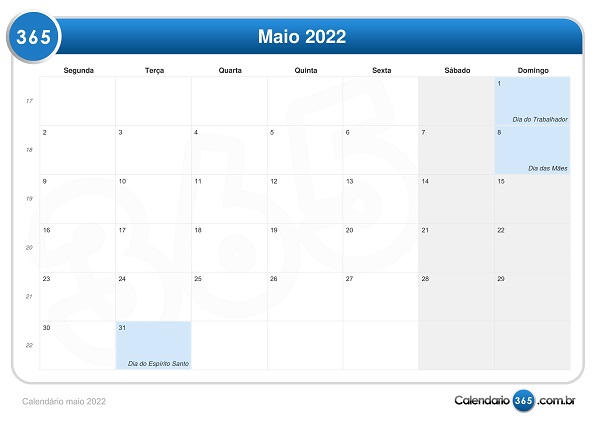 365
Maio 2022
Segunda Terça Quarta Quinta Sexta Sábado Domingo
17 1
Dia do Trabalhador
18 2 3 4 5 6 7 8
Dia das Mães
19 9 10 11 12 13 14 15
20 16 17 18 19 20 21 22
21 23 24 25 26 27 28 29
22 30 31
Dia do Espírito Santo
Calendário maio 2022
Calendario 365 .com.br